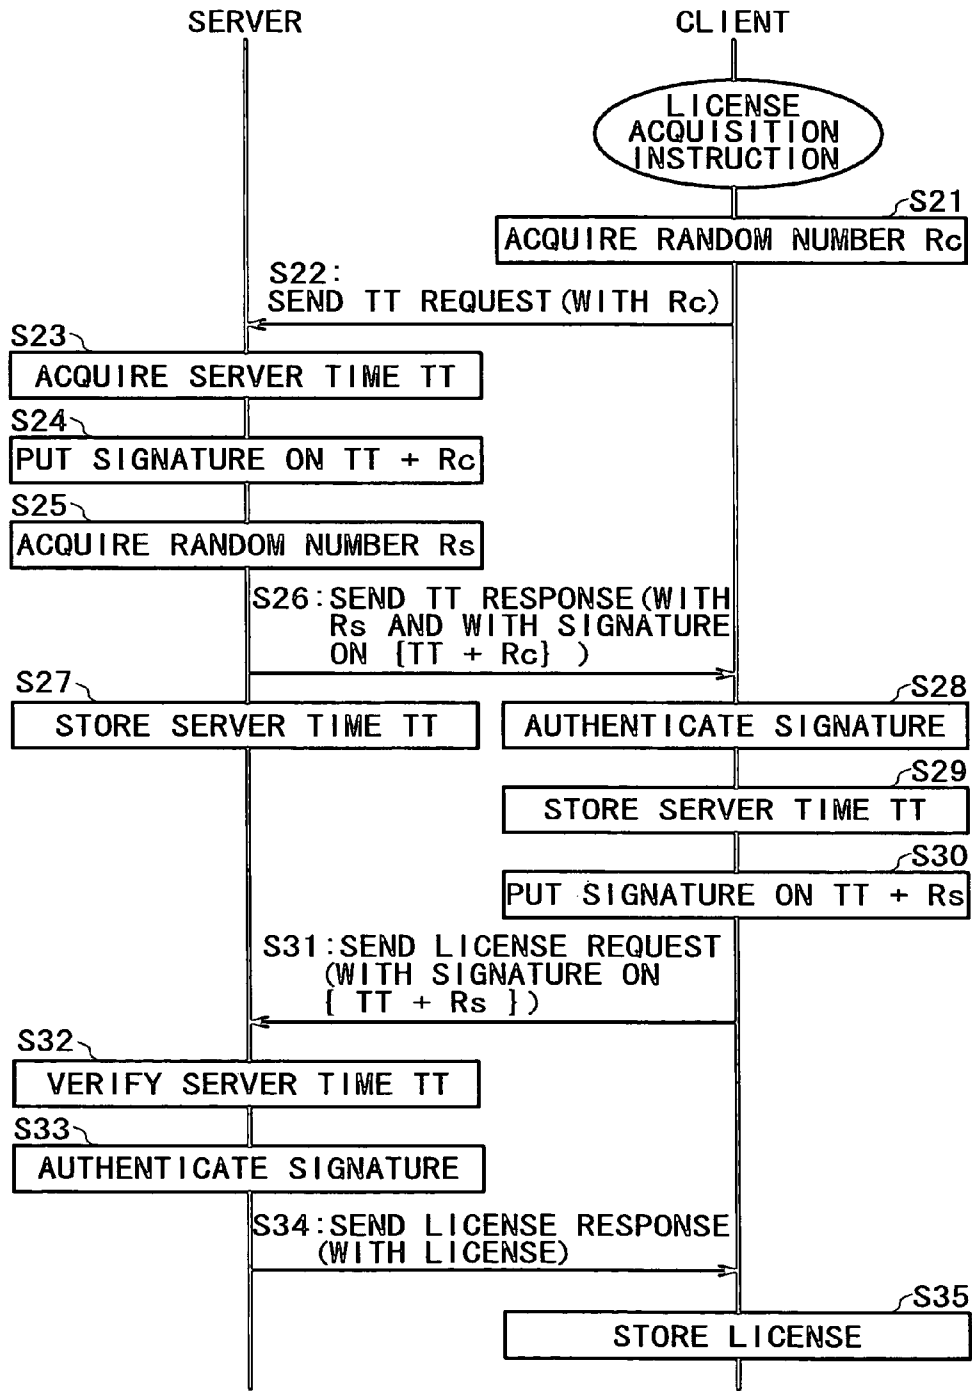 SERVER
CLIENT
LICENSE
ACQUISITION
INSTRUCTION
S21
ACQUIRE RANDOM NUMBER Rc
S22:
SEND TT REQUEST (WITH Rc)
S23
ACQUIRE SERVER TIME TT
S24
PUT SIGNATURE ON TT + Rc
S25
ACQUIRE RANDOM NUMBER Rs
S26:SEND TT RESPONSE (WITH
Rs AND WITH SIGNATURE
ON {TT + Rc} )
S27
STORE SERVER TIME TT
S28
AUTHENTICATE SIGNATURE
S29
STORE SERVER TIME TT
S30
PUT SIGNATURE ON TT + Rs
S31:SEND LICENSE REQUEST
(WITH SIGNATURE ON
{ TT + Rs })
S32
VERIFY SERVER TIME TT
S33
AUTHENTICATE SIGNATURE
S34:SEND LICENSE RESPONSE
(WITH LICENSE)
S35
STORE LICENSE